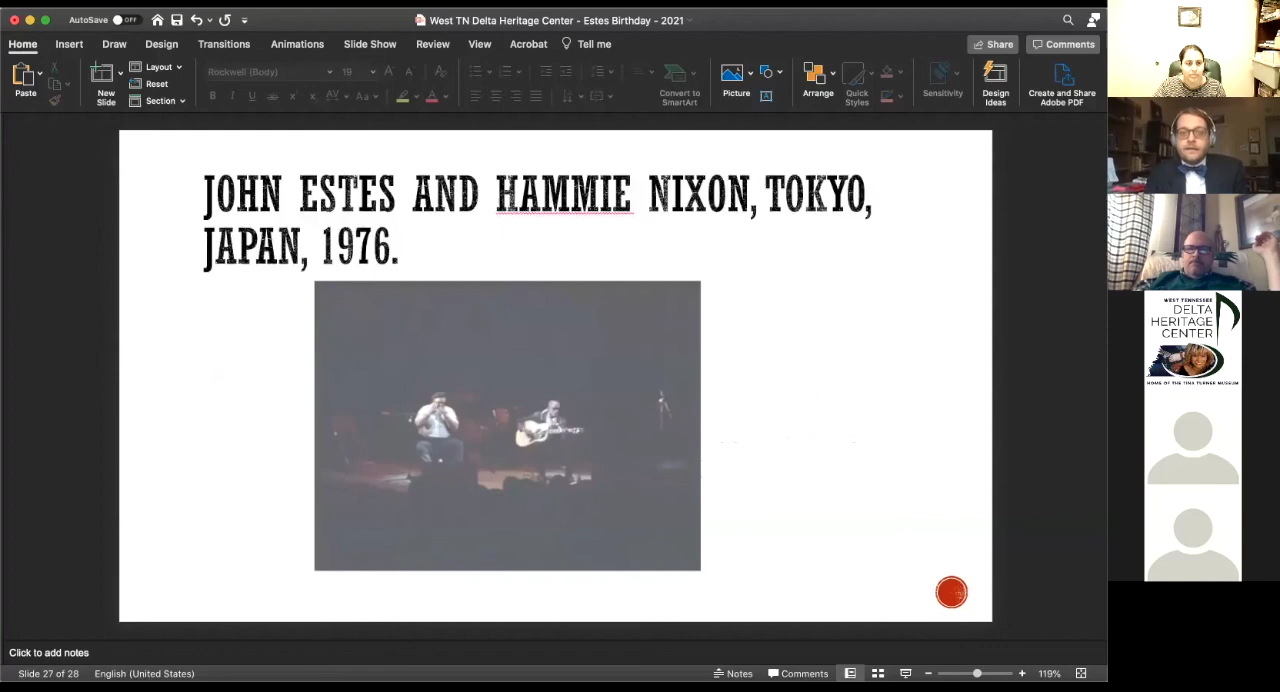 AutoSave OFF
West TN Delta Heritage Center - Estes Birthday - 2021
Home Insert Draw Design Transitions Animations Slide Show Review View Acrobat Tell me
Share Comments
Paste
New Slide
Layout
Reset
Section
Rockwell (Body) 19
Convert to SmartArt
Picture
Arrange
Quick Styles
Sensitivity
Design Ideas
Create and Share Adobe PDF
JOHN ESTES AND HAMMIE NIXON, TOKYO,
JAPAN, 1976.
WEST TENNESSEE
DELTA
HERITAGE
CENTER
HOME OF THE TINA TURNER MUSEUM
Click to add notes
Slide 27 of 28 English (United States) Notes Comments 119%